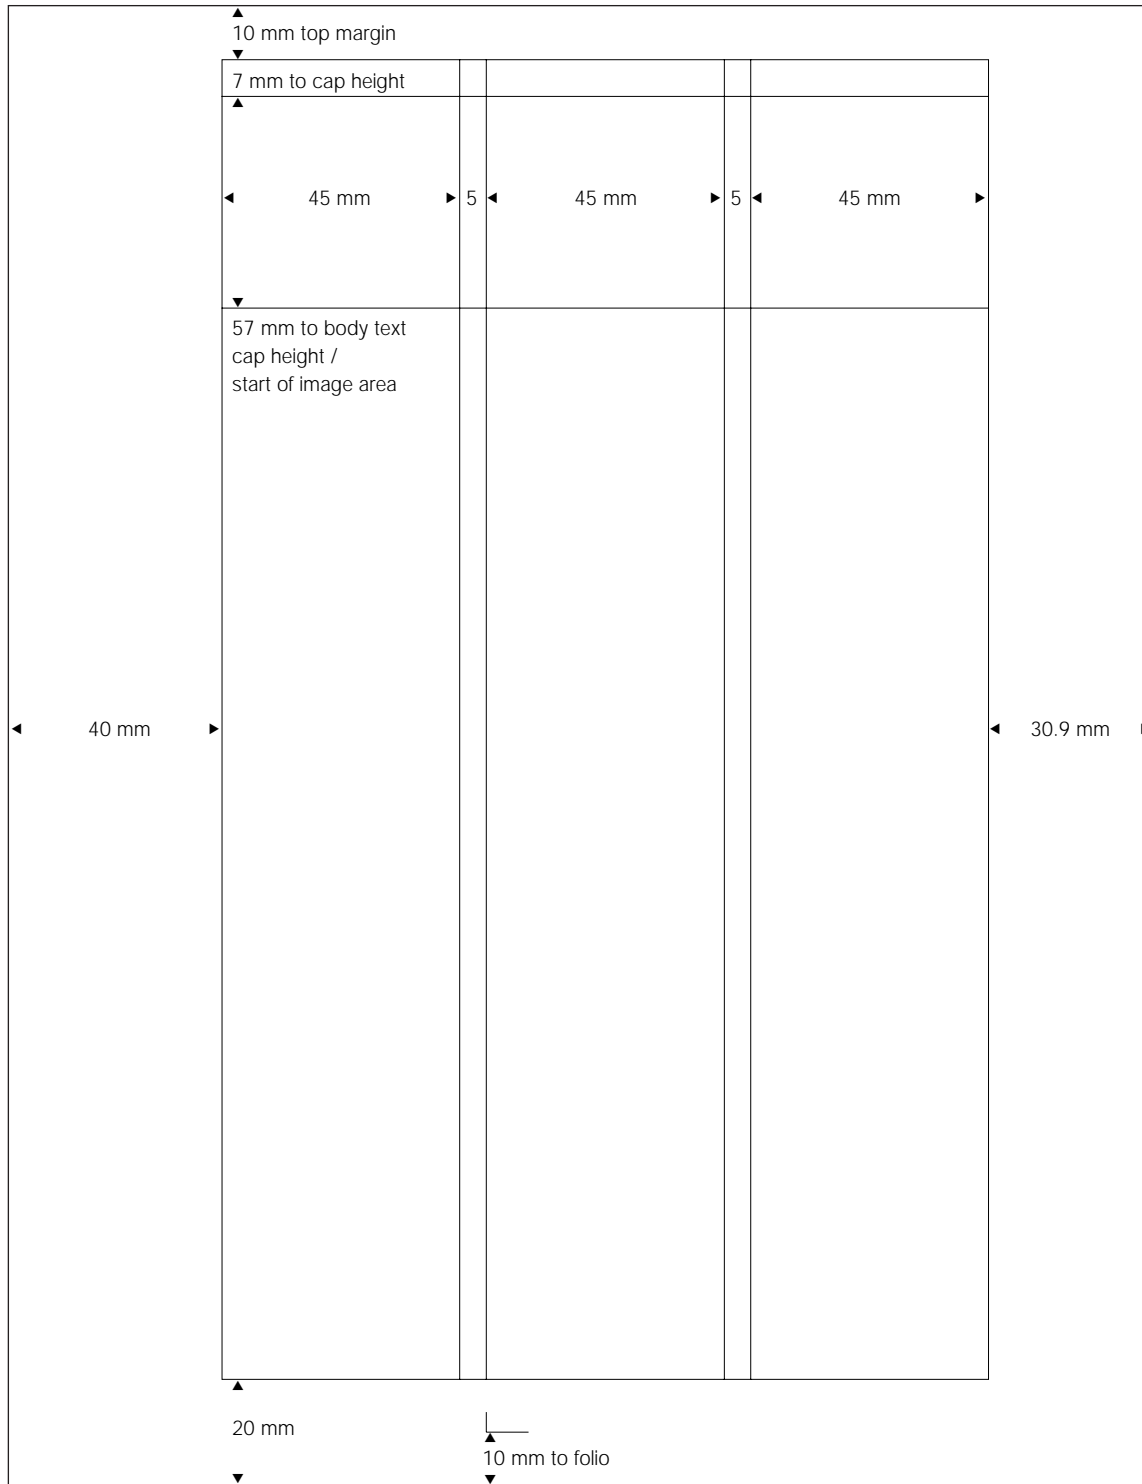 10 mm top margin
7 mm to cap height
45 mm
5
45 mm
5
45 mm
57 mm to body text
cap height /
start of image area
40 mm
30.9 mm
20 mm
10 mm to folio